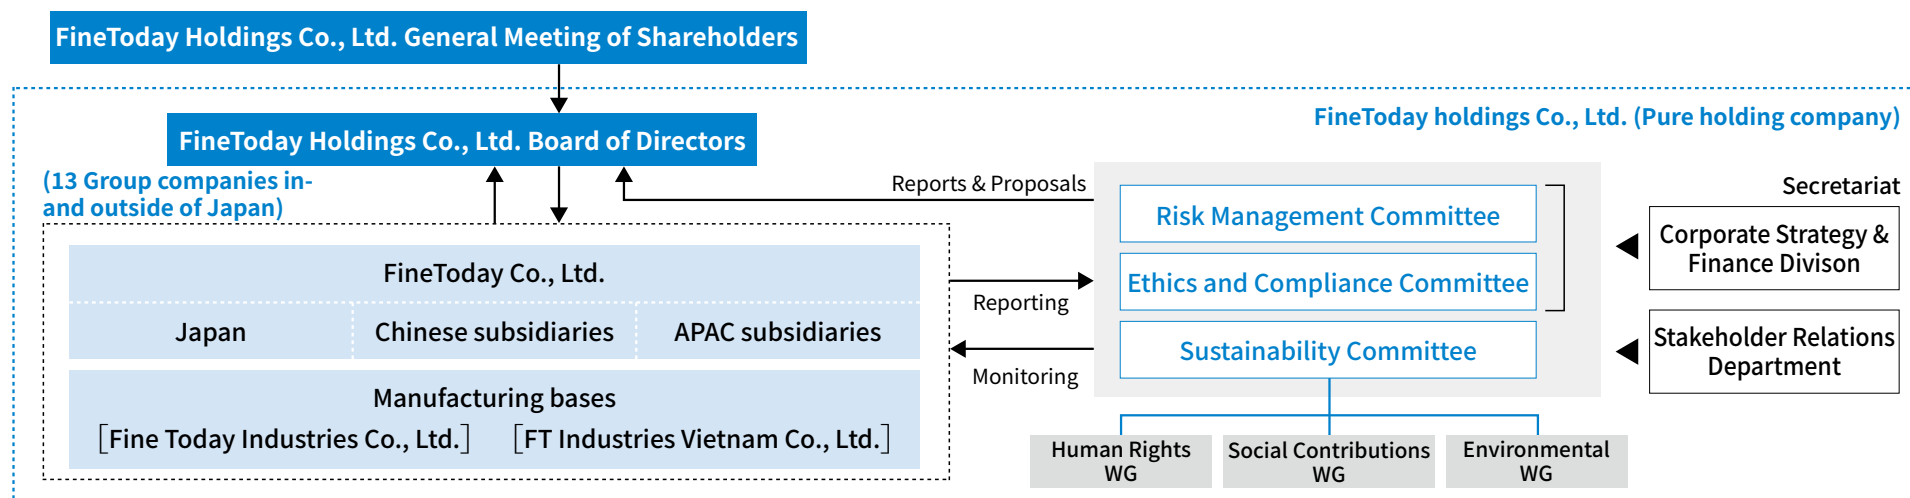 FineToday Holdings Co., Ltd. General Meeting of Shareholders
FineToday holdings Co., Ltd. (Pure holding company)
FineToday Holdings Co., Ltd. Board of Directors
(13 Group companies in-
and outside of Japan)
Reports & Proposals
Secretariat
Risk Management Committee
Corporate Strategy &
Finance Divison
FineToday Co., Ltd.
Ethics and Compliance Committee
Reporting
Japan
Chinese subsidiaries
APAC subsidiaries
Sustainability Committee
Stakeholder Relations
Department
Monitoring
Manufacturing bases
[Fine Today Industries Co., Ltd.]
[FT Industries Vietnam Co., Ltd.]
Human Rights
WG
Social Contributions
WG
Environmental
WG